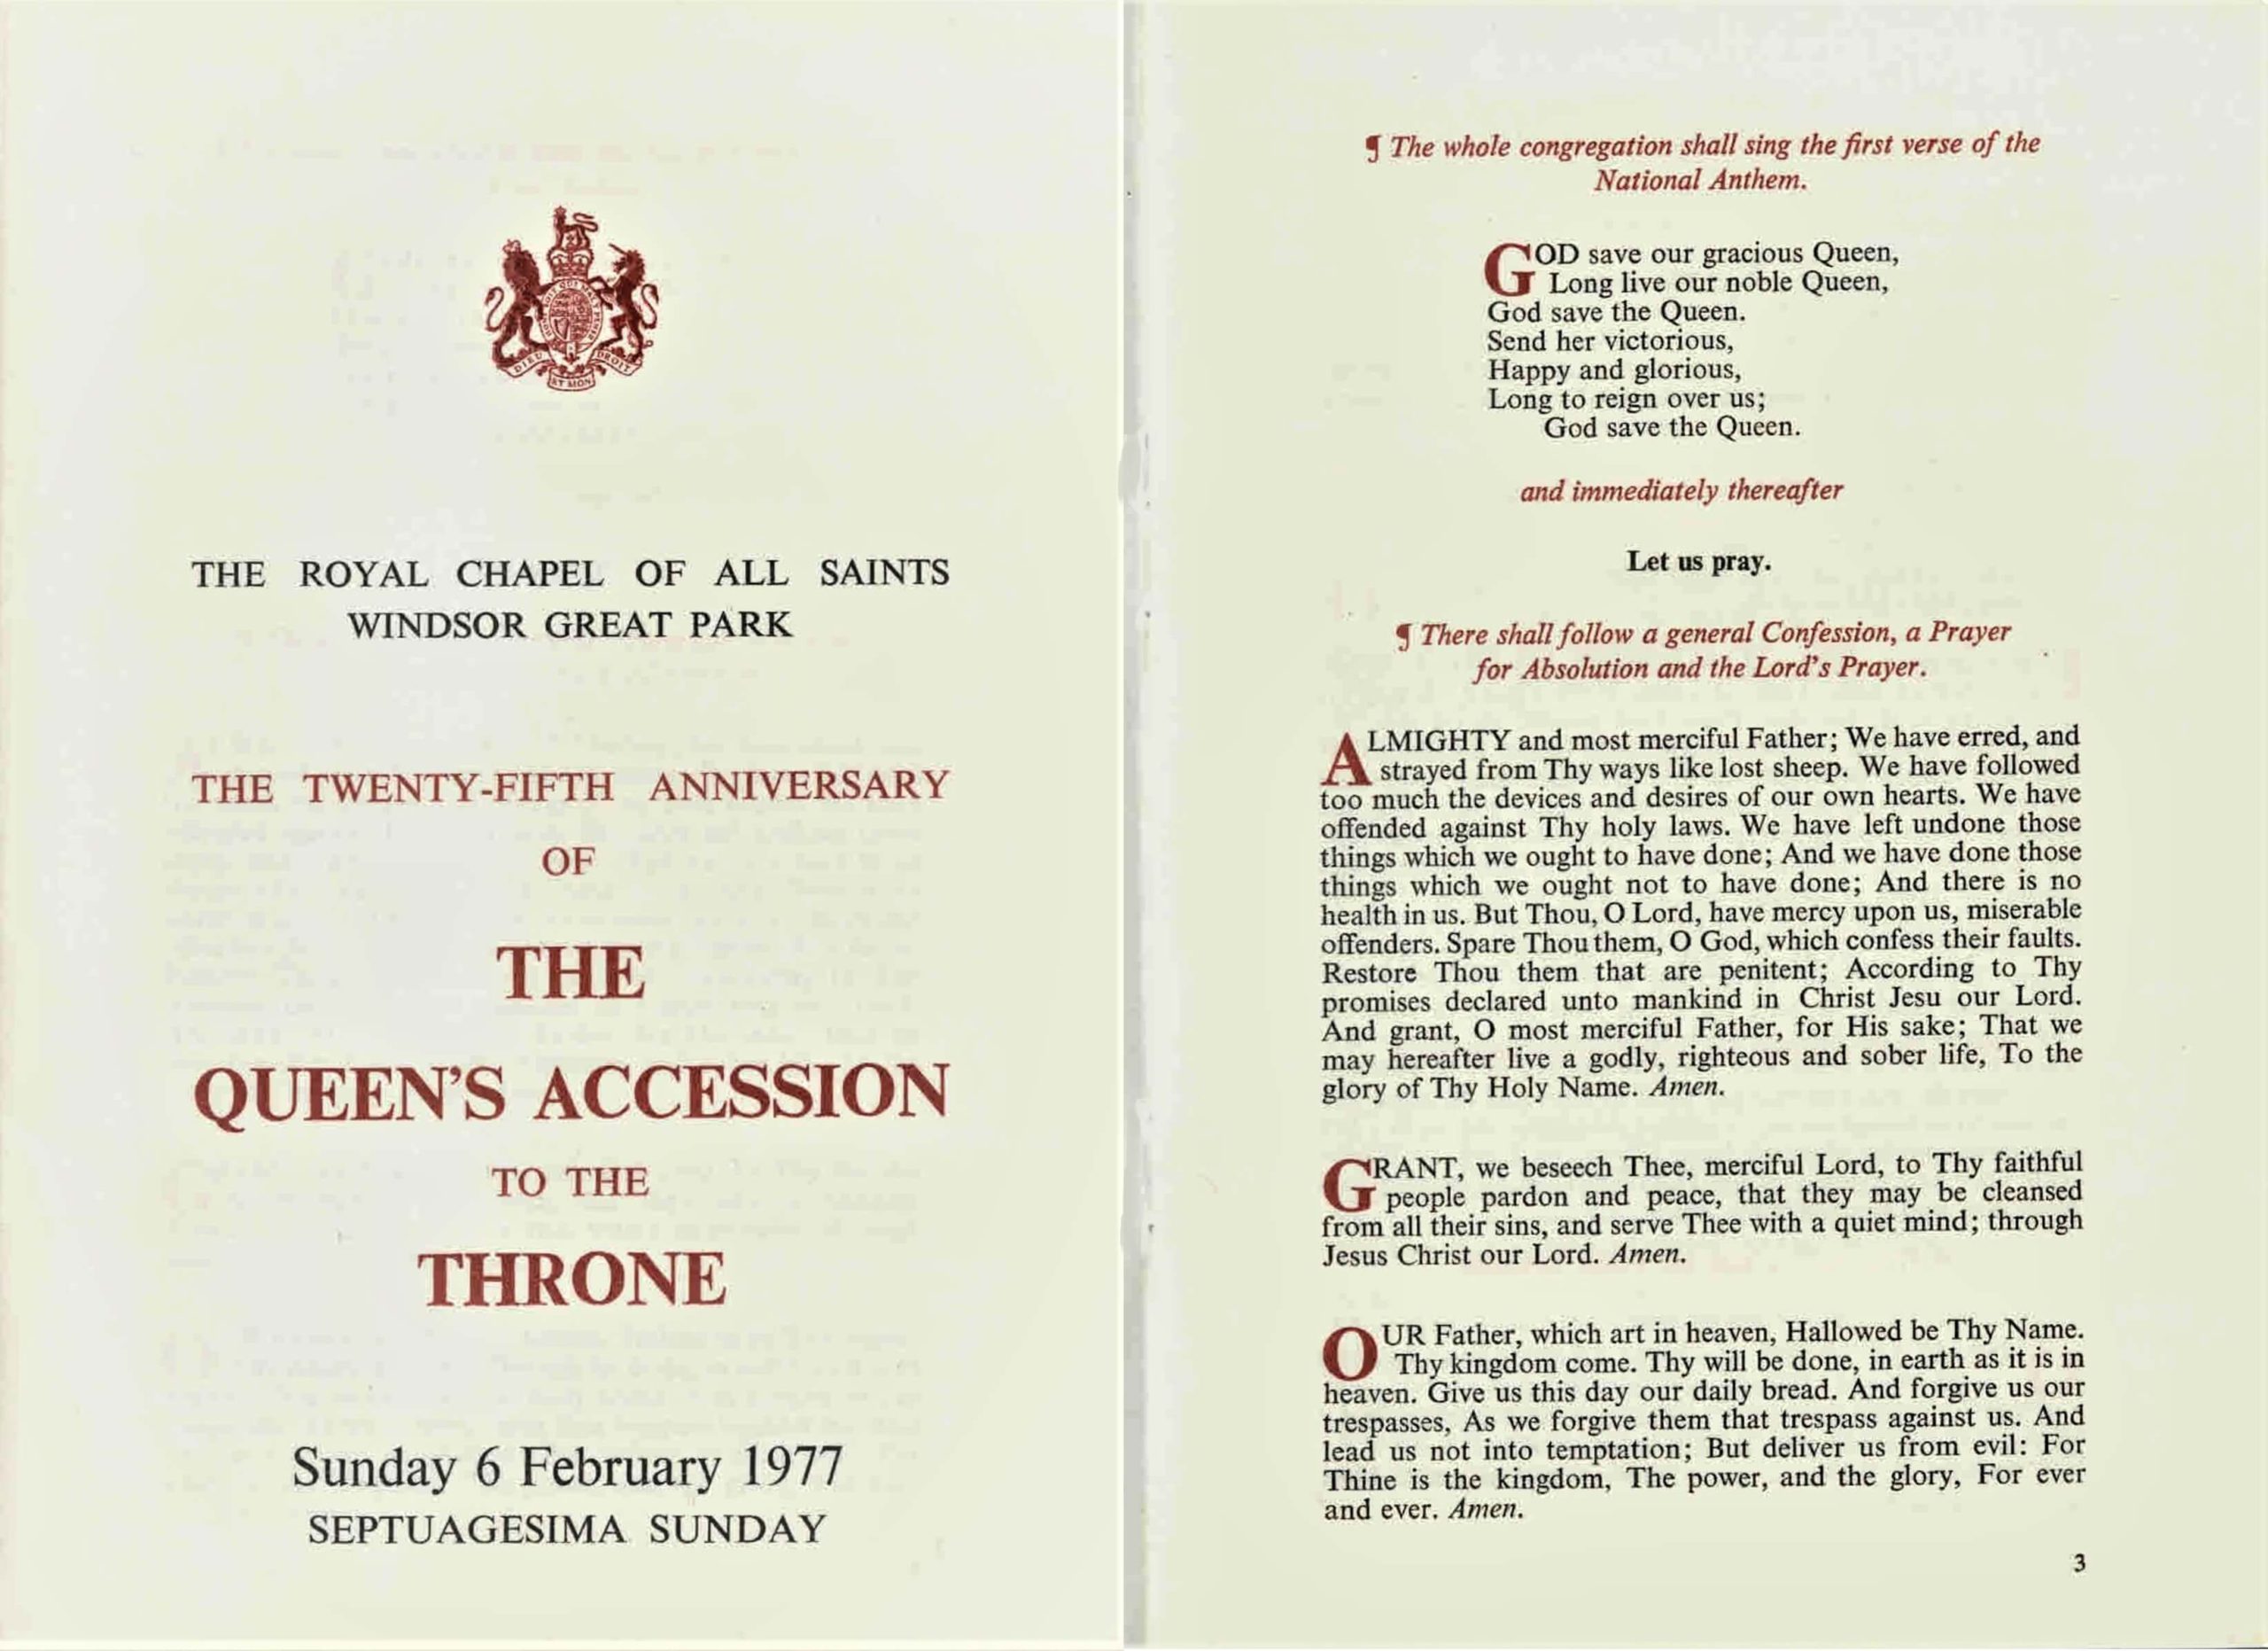 DIEU ET MON DROIT
THE ROYAL CHAPEL OF ALL SAINTS
WINDSOR GREAT PARK
THE TWENTY-FIFTH ANNIVERSARY
OF
THE
QUEEN'S ACCESSION
TO THE
THRONE
Sunday 6 February 1977
SEPTUAGESIMA SUNDAY
¶ The whole congregation shall sing the first verse of the
National Anthem.
GOD save our gracious Queen,
Long live our noble Queen,
God save the Queen.
Send her victorious,
Happy and glorious,
Long to reign over us;
God save the Queen.
and immediately thereafter
Let us pray.
¶ There shall follow a general Confession, a Prayer
for Absolution and the Lord's Prayer.
ALMIGHTY and most merciful Father; We have erred, and
strayed from Thy ways like lost sheep. We have followed
too much the devices and desires of our own hearts. We have
offended against Thy holy laws. We have left undone those
things which we ought to have done; And we have done those
things which we ought not to have done; And there is no
health in us. But Thou, O Lord, have mercy upon us, miserable
offenders. Spare Thou them, O God, which confess their faults.
Restore Thou them that are penitent; According to Thy
promises declared unto mankind in Christ Jesu our Lord.
And grant, O most merciful Father, for His sake; That we
may hereafter live a godly, righteous and sober life, To the
glory of Thy Holy Name. Amen.
GRANT, we beseech Thee, merciful Lord, to Thy faithful
people pardon and peace, that they may be cleansed
from all their sins, and serve Thee with a quiet mind; through
Jesus Christ our Lord. Amen.
OUR Father, which art in heaven, Hallowed be Thy Name.
Thy kingdom come. Thy will be done, in earth as it is in
heaven. Give us this day our daily bread. And forgive us our
trespasses, As we forgive them that trespass against us. And
lead us not into temptation; But deliver us from evil: For
Thine is the kingdom, The power, and the glory, For ever
and ever. Amen.
3